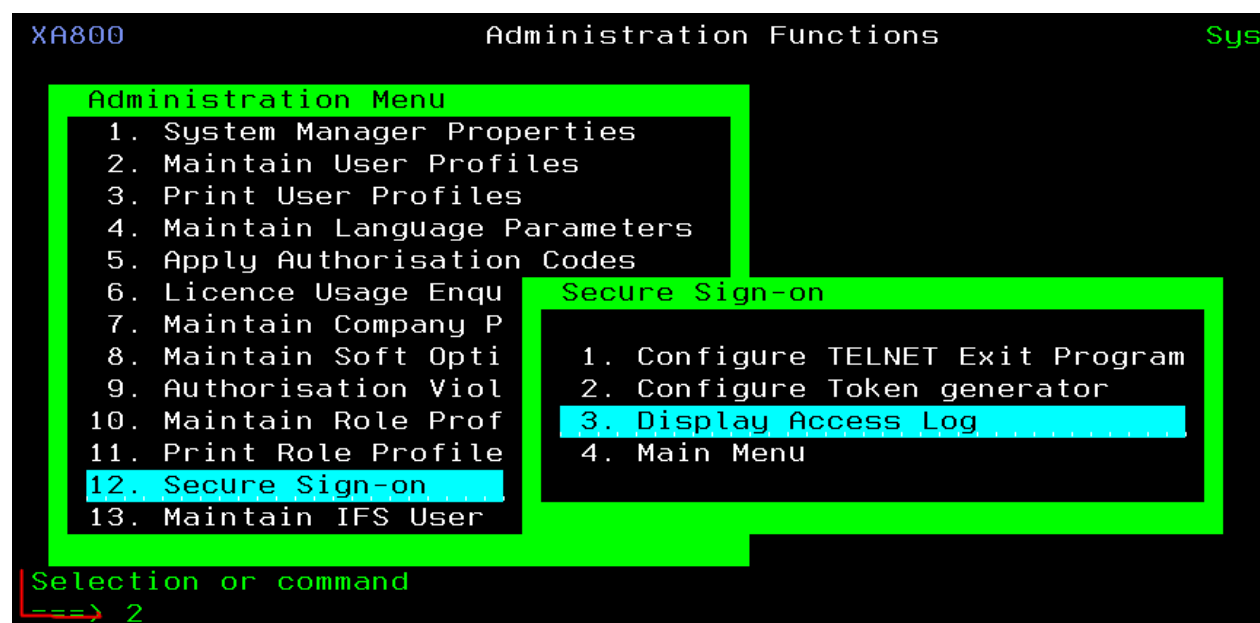 XA800 Administration Functions Sys
Administration Menu
1. System Manager Properties
2. Maintain User Profiles
3. Print User Profiles
4. Maintain Language Parameters
5. Apply Authorisation Codes
6. Licence Usage Enqu
7. Maintain Company P
8. Maintain Soft Opti
9. Authorisation Viol
10. Maintain Role Prof
11. Print Role Profile
12. Secure Sign-on
13. Maintain IFS User
Secure Sign-on
1. Configure TELNET Exit Program
2. Configure Token generator
3. Display Access Log
4. Main Menu
Selection or command
===> 2